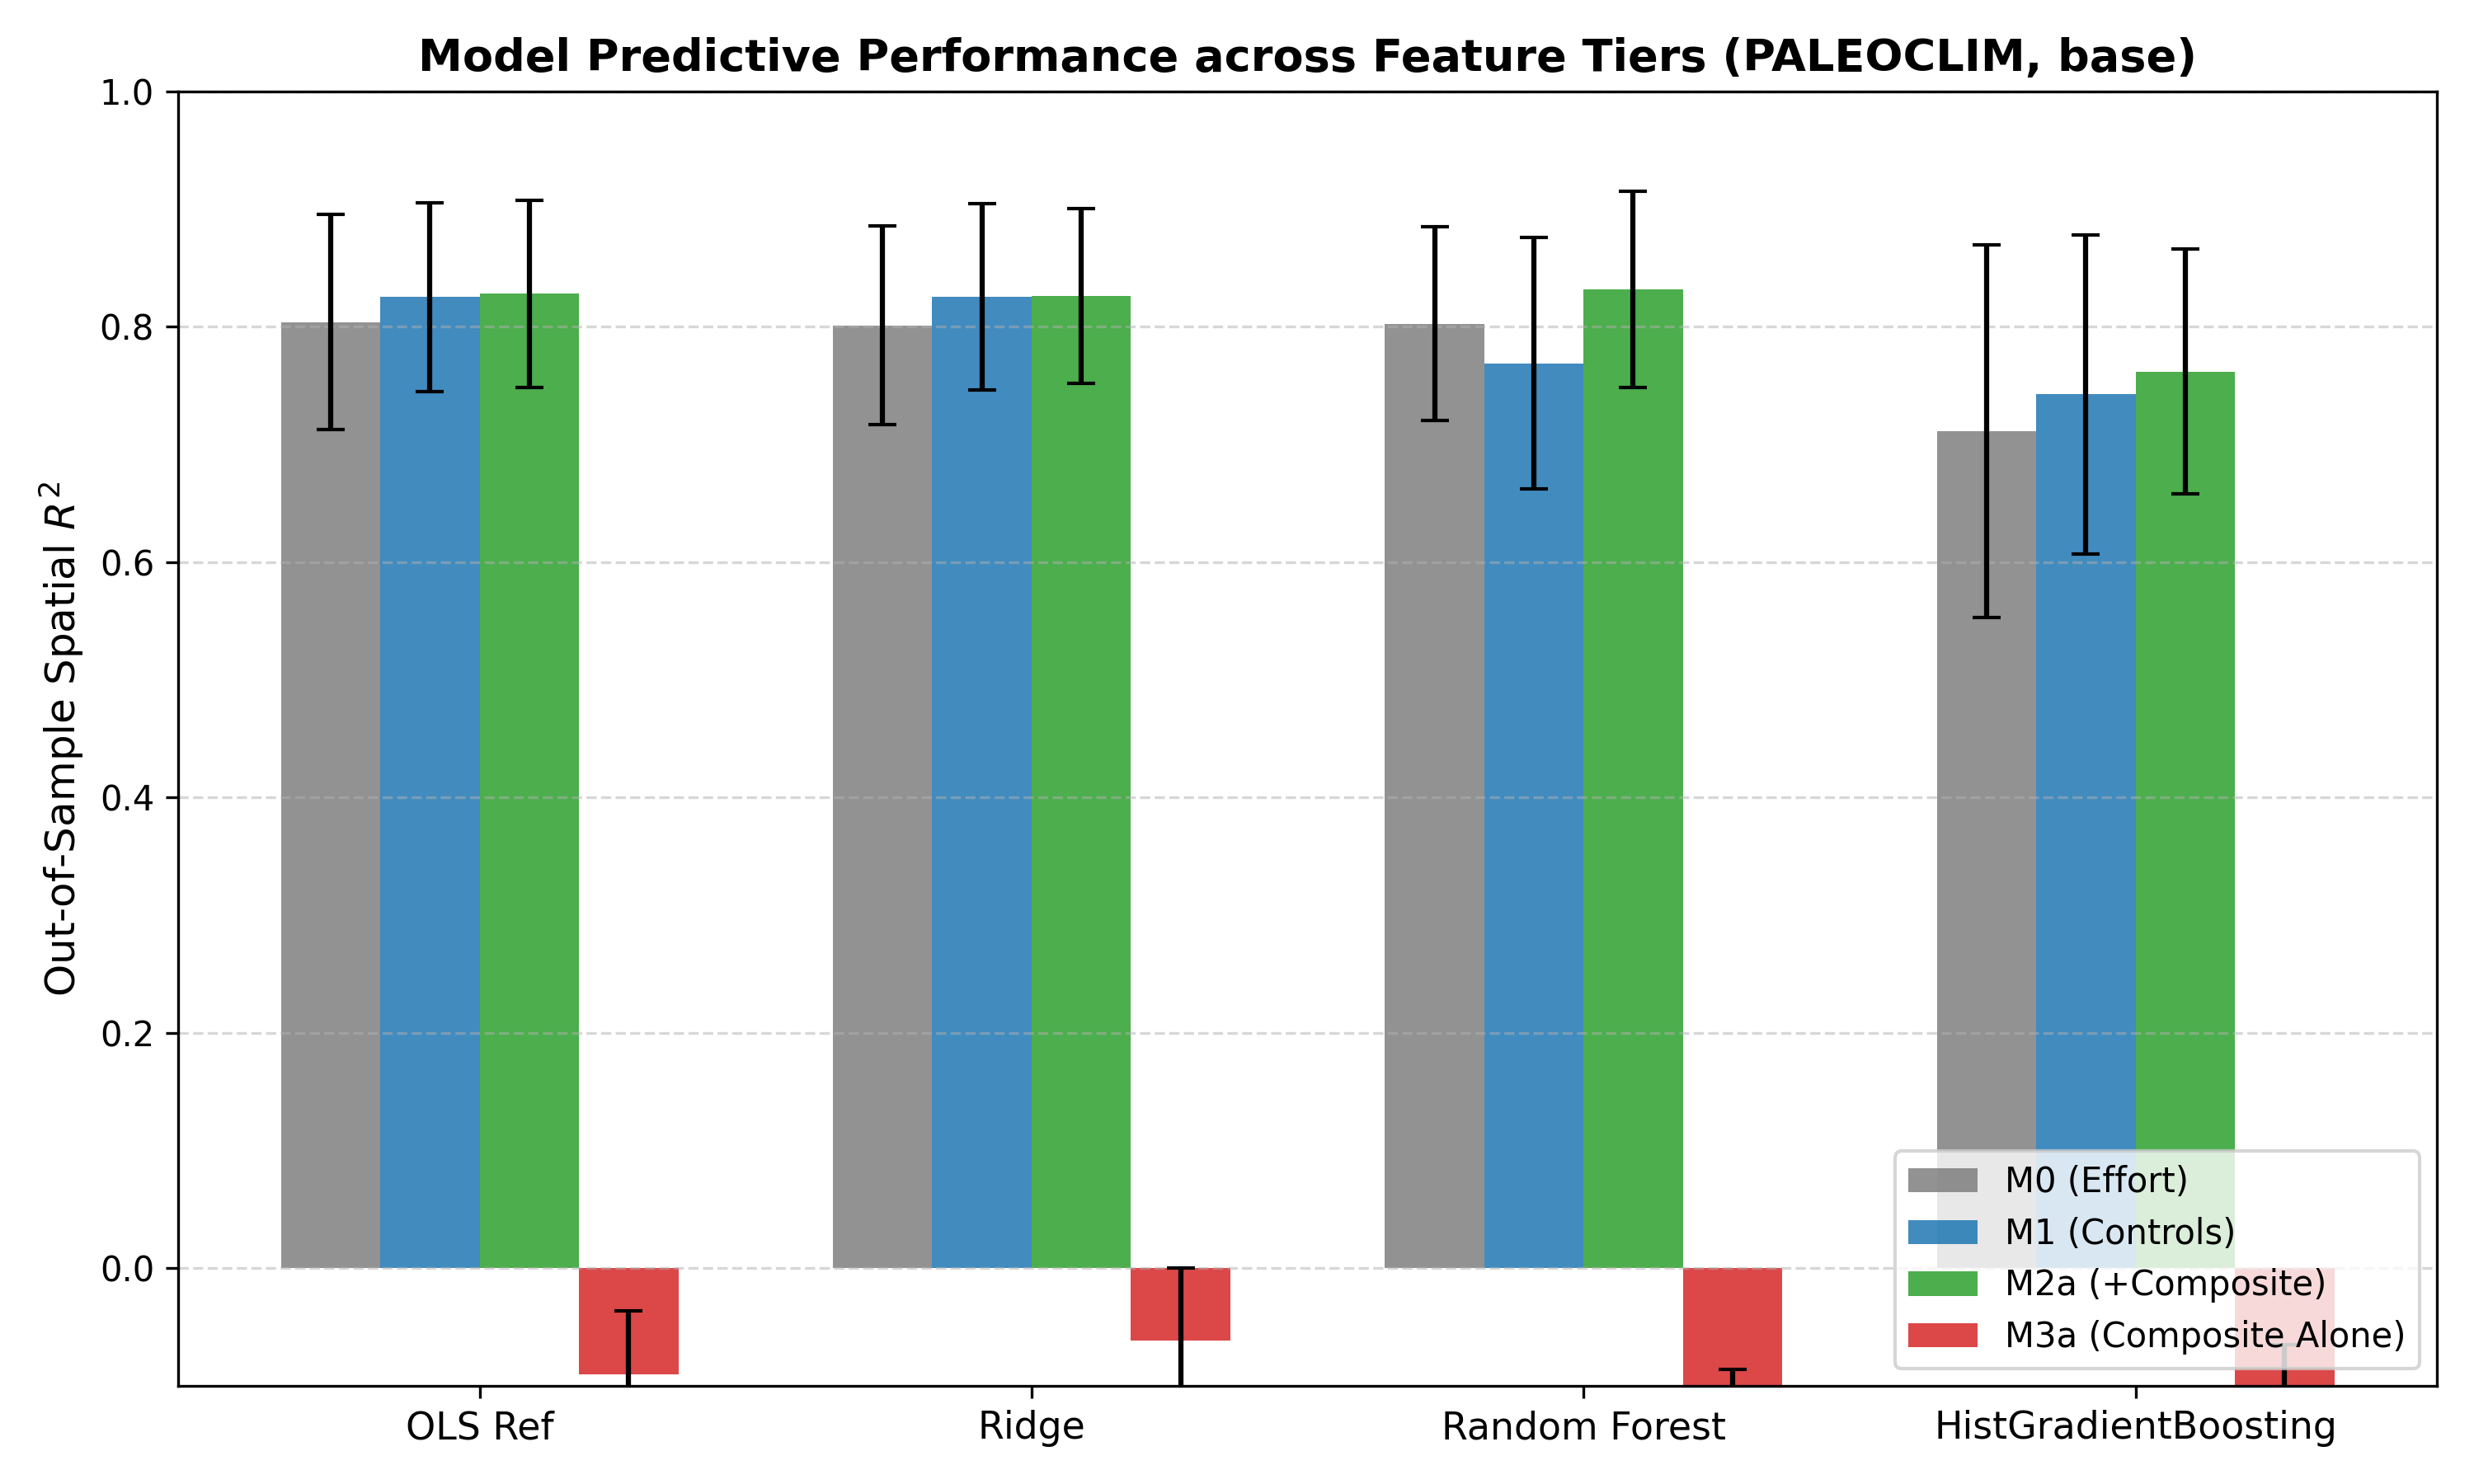 Model Predictive Performance across Feature Tiers (PALEOCLIM, base)
Out-of-Sample Spatial R²
1.0
0.8
0.6
0.4
0.2
0.0
M0 (Effort)
M1 (Controls)
M2a (+Composite)
M3a (Composite Alone)
OLS Ref
Ridge
Random Forest
HistGradientBoosting